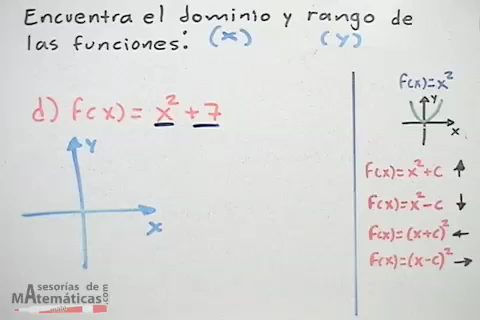 Encuentra el dominio y rango de
las funciones: (x) (y)
d) f(x) = x² + 7
y
x
f(x)=x²
y
x
f(x)=x²+c ↑
f(x)=x²-c ↓
f(x)=(x+c)² ←
f(x)=(x-c)² →
Asesorías de
MAtemáticas.com